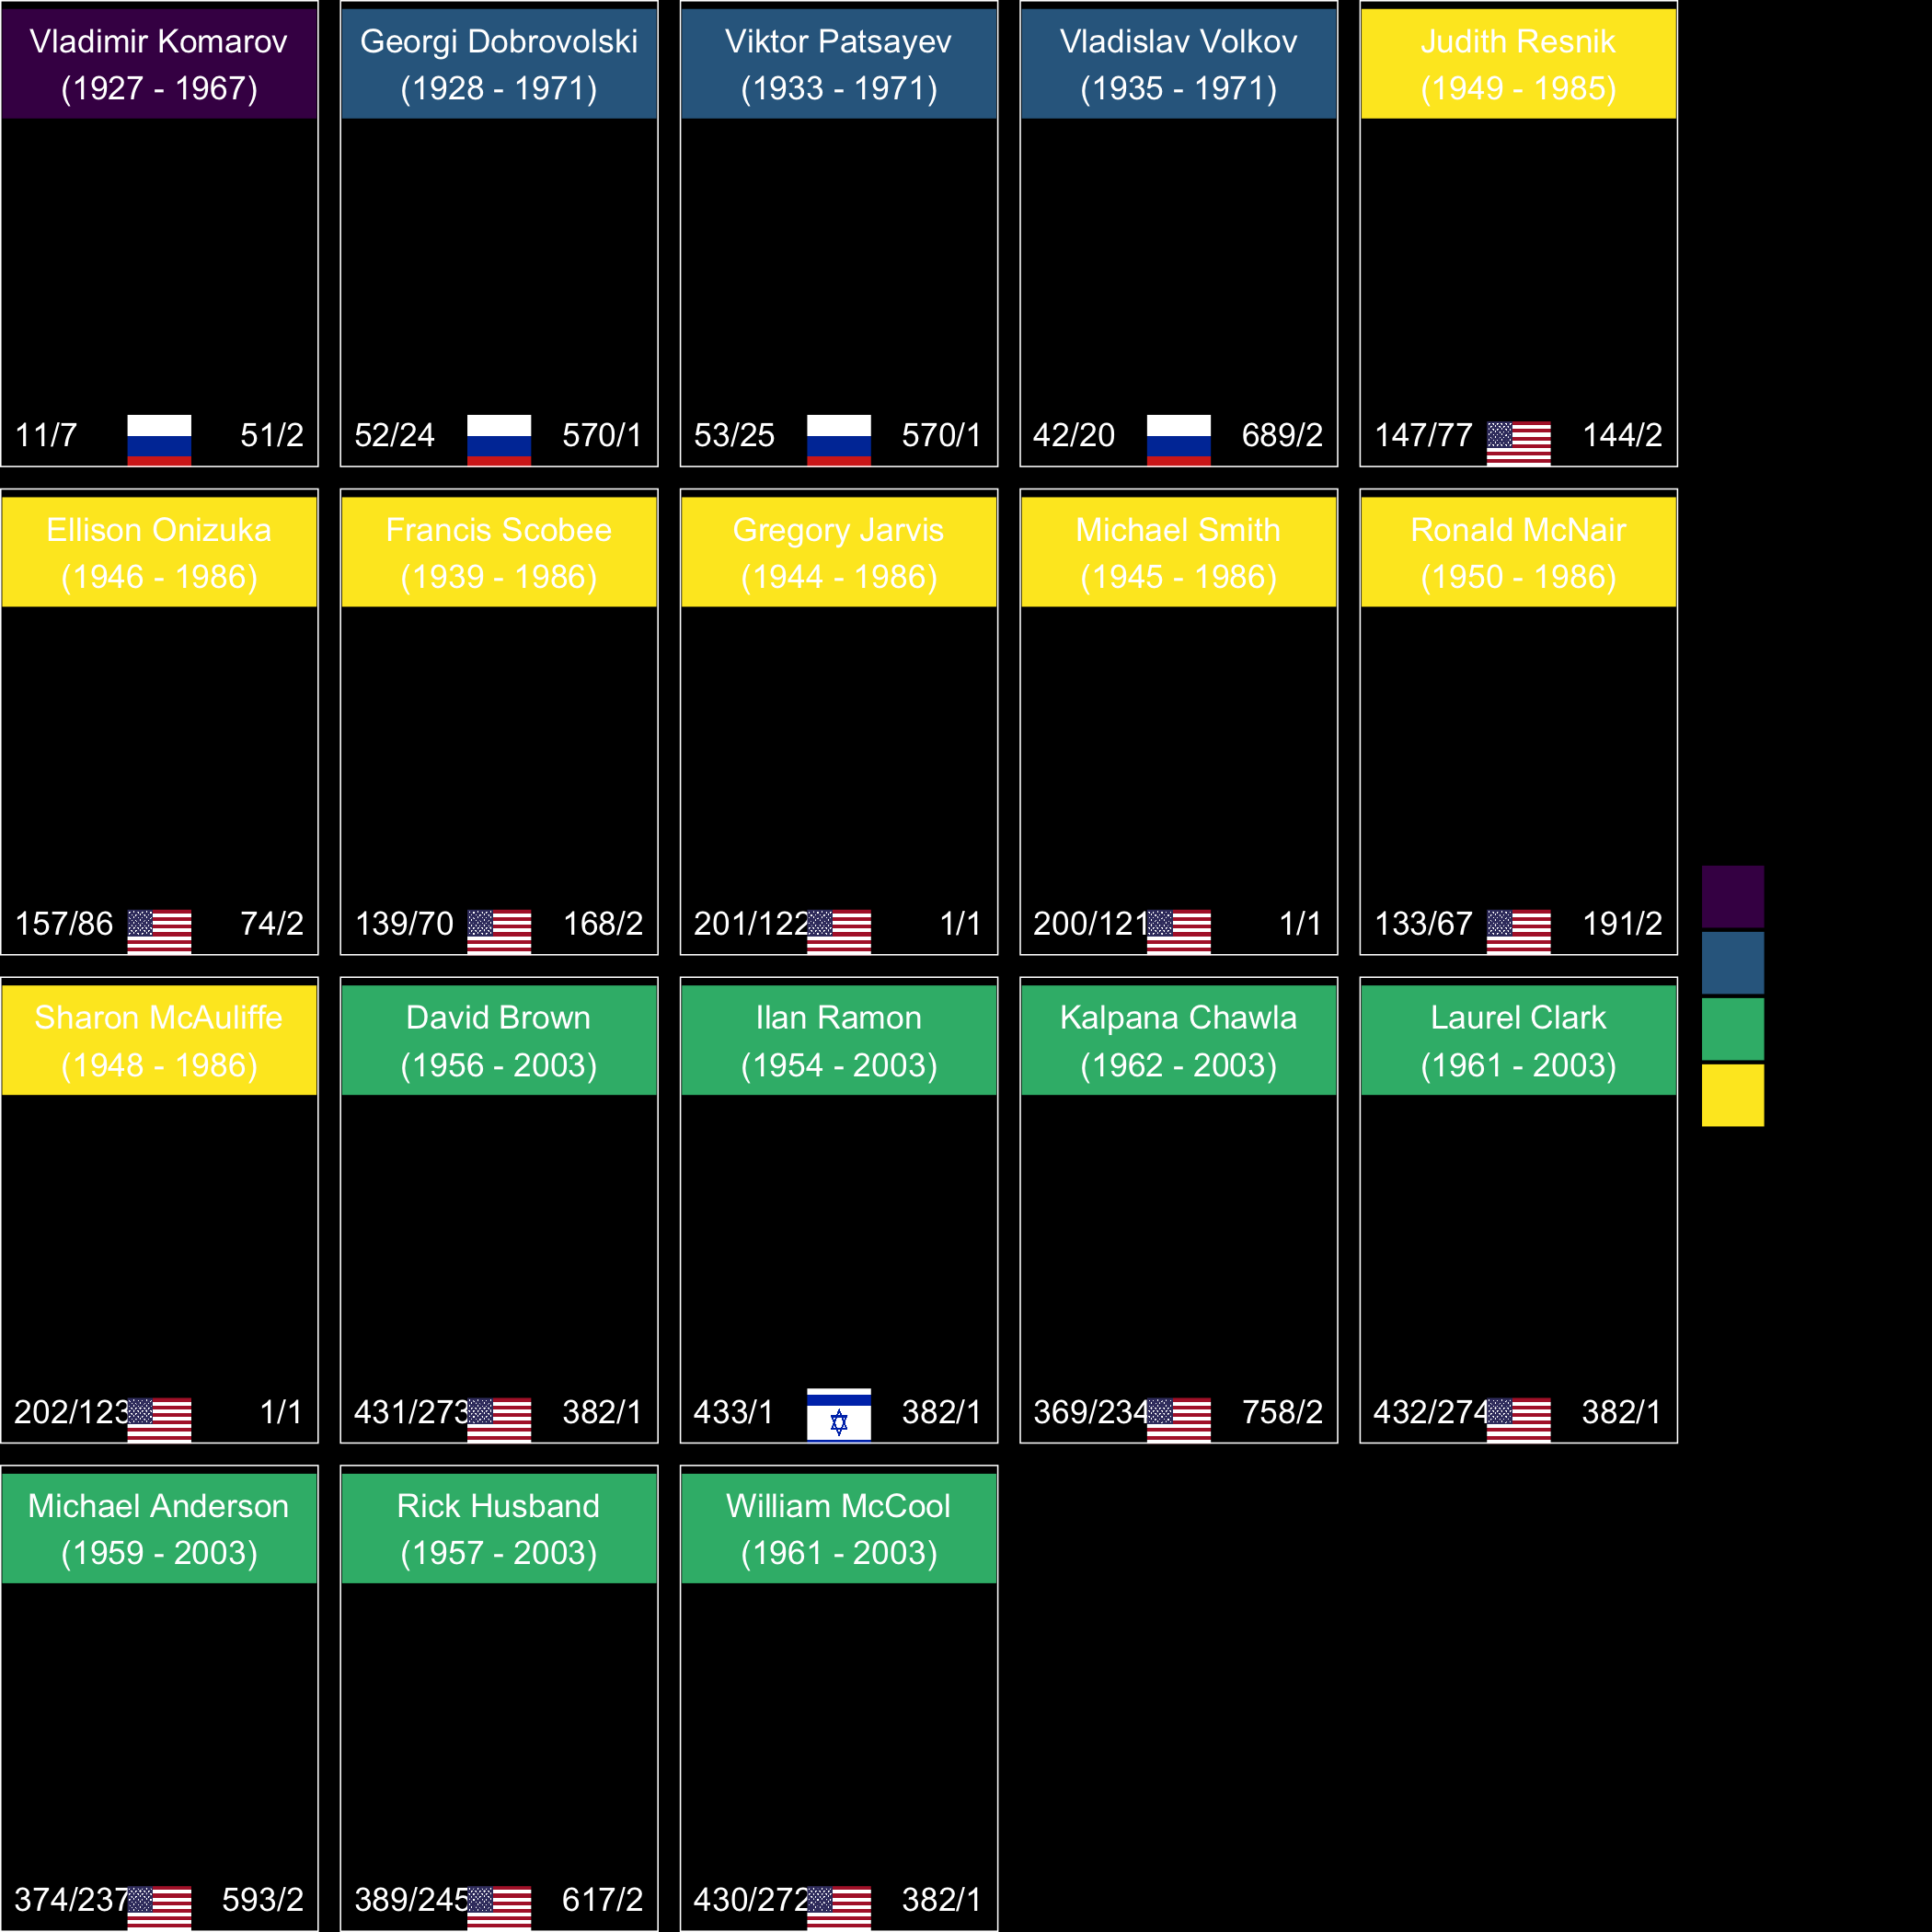 Vladimir Komarov
(1927 - 1967)
11/7
51/2
Georgi Dobrovolski
(1928 - 1971)
52/24
570/1
Viktor Patsayev
(1933 - 1971)
53/25
570/1
Vladislav Volkov
(1935 - 1971)
42/20
689/2
Judith Resnik
(1949 - 1985)
147/77
144/2
Ellison Onizuka
(1946 - 1986)
157/86
74/2
Francis Scobee
(1939 - 1986)
139/70
168/2
Gregory Jarvis
(1944 - 1986)
201/122
1/1
Michael Smith
(1945 - 1986)
200/121
1/1
Ronald McNair
(1950 - 1986)
133/67
191/2
Sharon McAuliffe
(1948 - 1986)
202/123
1/1
David Brown
(1956 - 2003)
431/273
382/1
Ilan Ramon
(1954 - 2003)
433/1
382/1
Kalpana Chawla
(1962 - 2003)
369/234
758/2
Laurel Clark
(1961 - 2003)
432/274
382/1
Michael Anderson
(1959 - 2003)
374/237
593/2
Rick Husband
(1957 - 2003)
389/245
617/2
William McCool
(1961 - 2003)
430/272
382/1